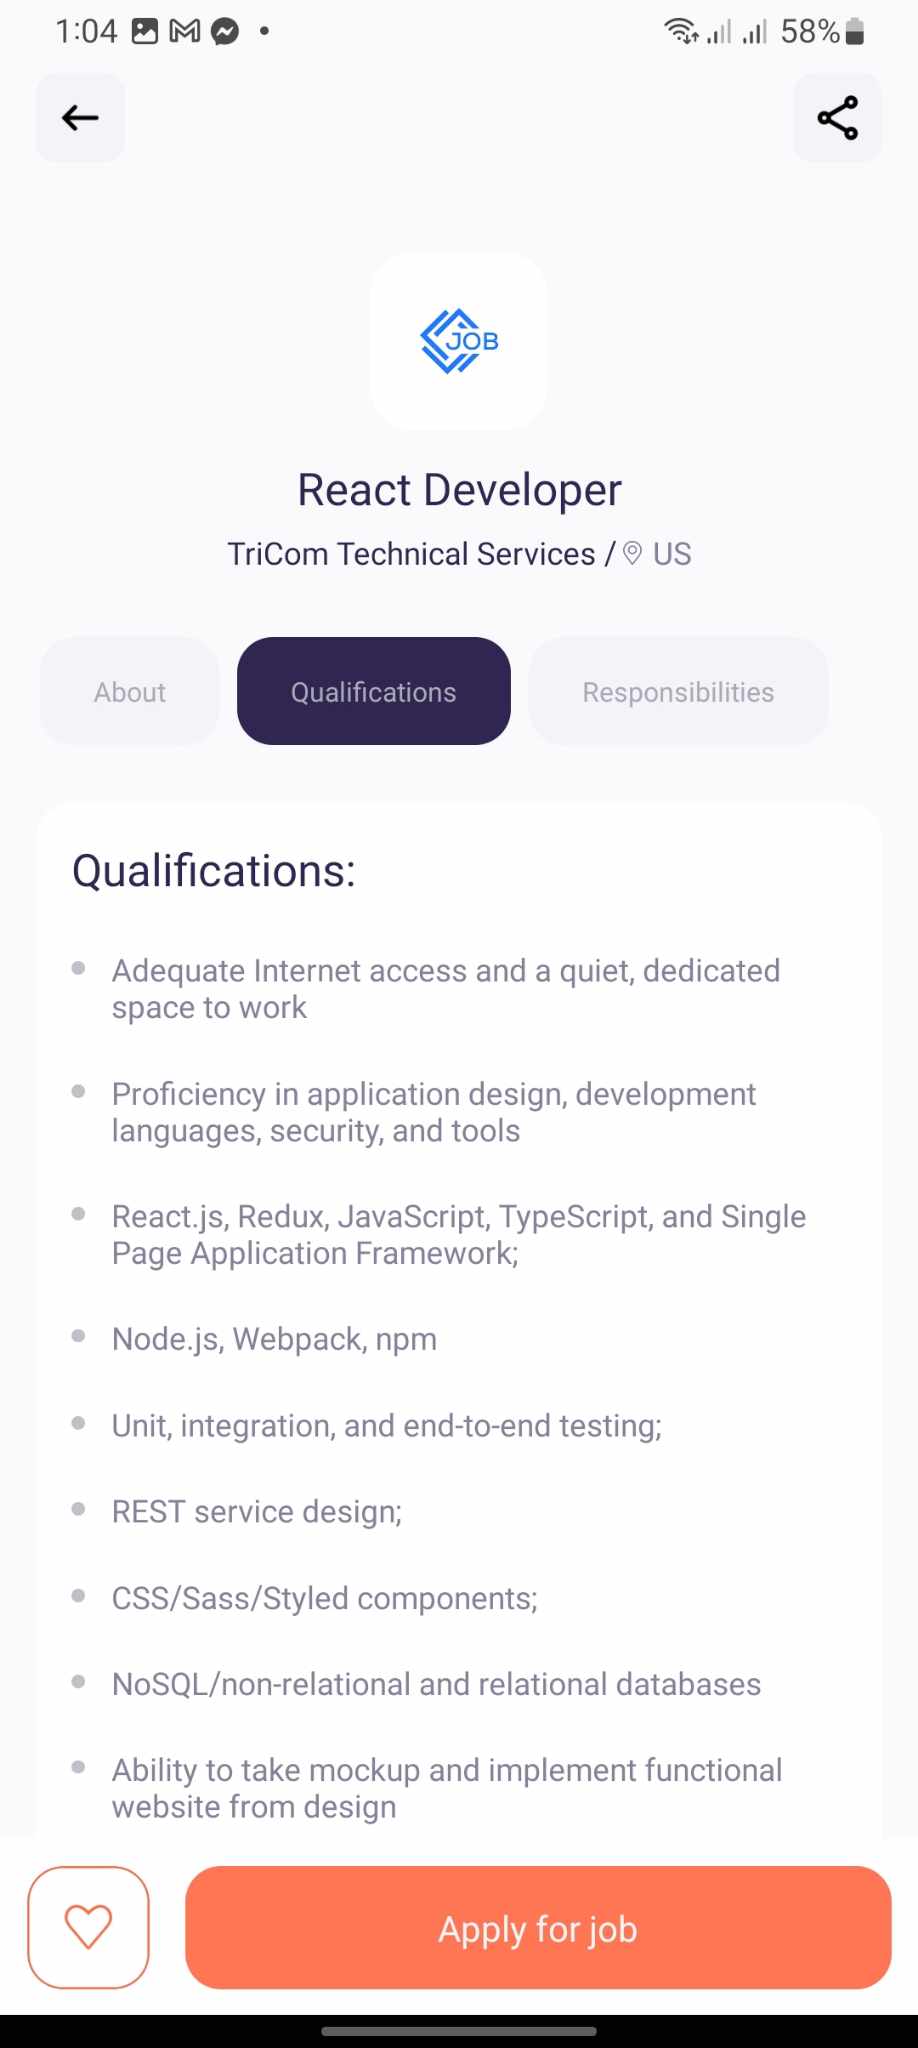 1:04
58%
JOB
React Developer
TriCom Technical Services / US
About
Qualifications
Responsibilities
Qualifications:
Adequate Internet access and a quiet, dedicated
space to work
Proficiency in application design, development
languages, security, and tools
React.js, Redux, JavaScript, TypeScript, and Single
Page Application Framework;
Node.js, Webpack, npm
Unit, integration, and end-to-end testing;
REST service design;
CSS/Sass/Styled components;
NoSQL/non-relational and relational databases
Ability to take mockup and implement functional
website from design
Apply for job